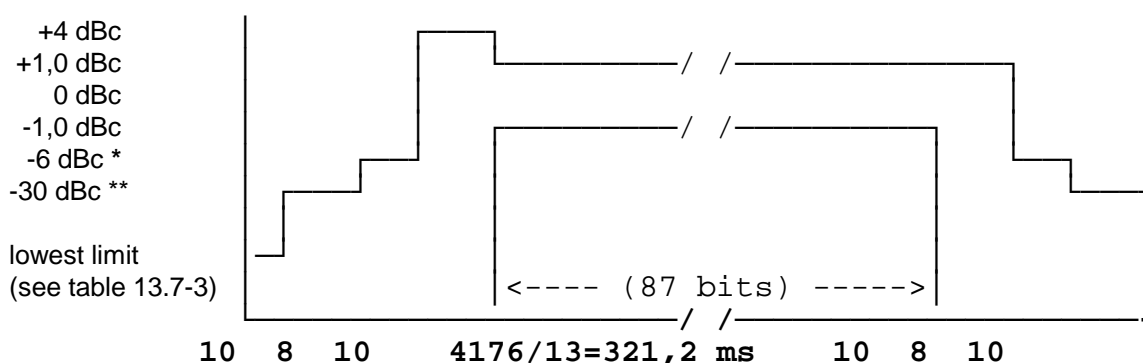 +4 dBc
+1,0 dBc
0 dBc
-1,0 dBc
-6 dBc *
-30 dBc **
lowest limit
(see table 13.7-3)
<---- (87 bits) ----->
10 8 10 4176/13=321,2 ms 10 8 10